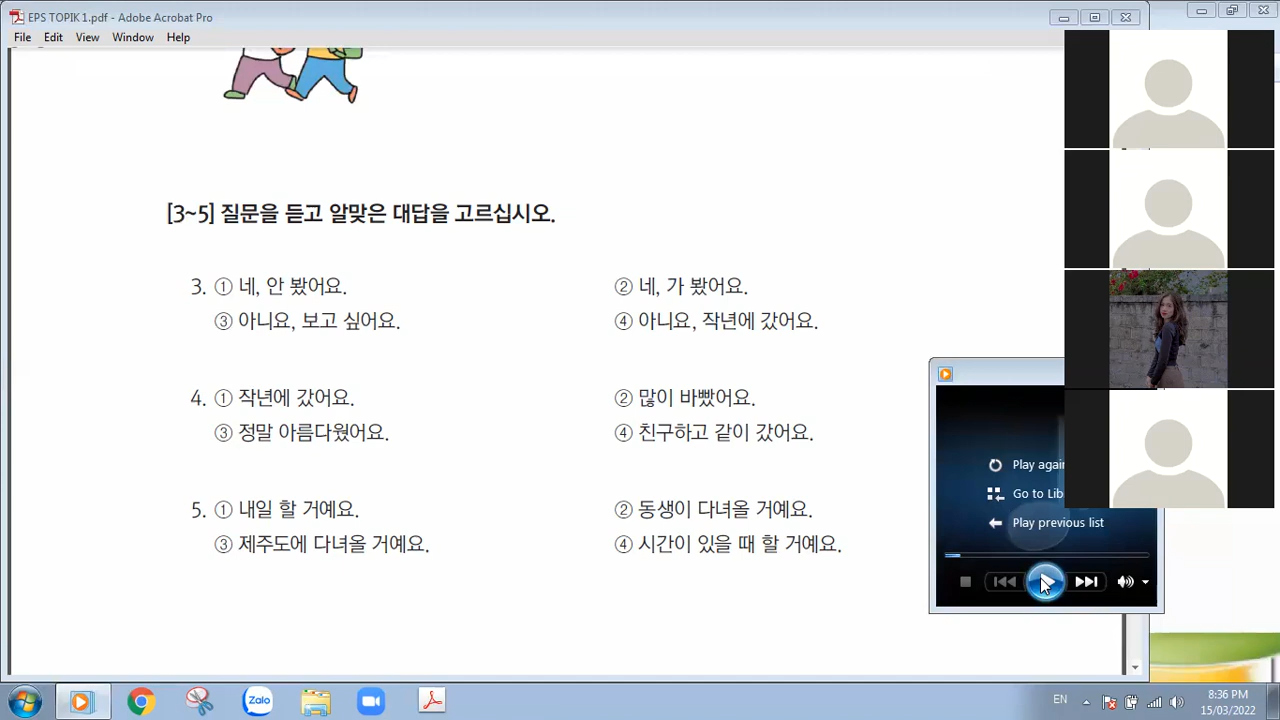 EPS TOPIK 1.pdf - Adobe Acrobat Pro
File Edit View Window Help
[3~5] 질문을 듣고 알맞은 대답을 고르십시오.
3. ① 네, 안 봤어요. ② 네, 가 봤어요.
③ 아니요, 보고 싶어요. ④ 아니요, 작년에 갔어요.
4. ① 작년에 갔어요. ② 많이 바빴어요.
③ 정말 아름다웠어요. ④ 친구하고 같이 갔어요.
5. ① 내일 할 거예요. ② 동생이 다녀올 거예요.
③ 제주도에 다녀올 거예요. ④ 시간이 있을 때 할 거예요.
Play again
Go to Lib
Play previous list
Zalo
EN
8:36 PM
15/03/2022